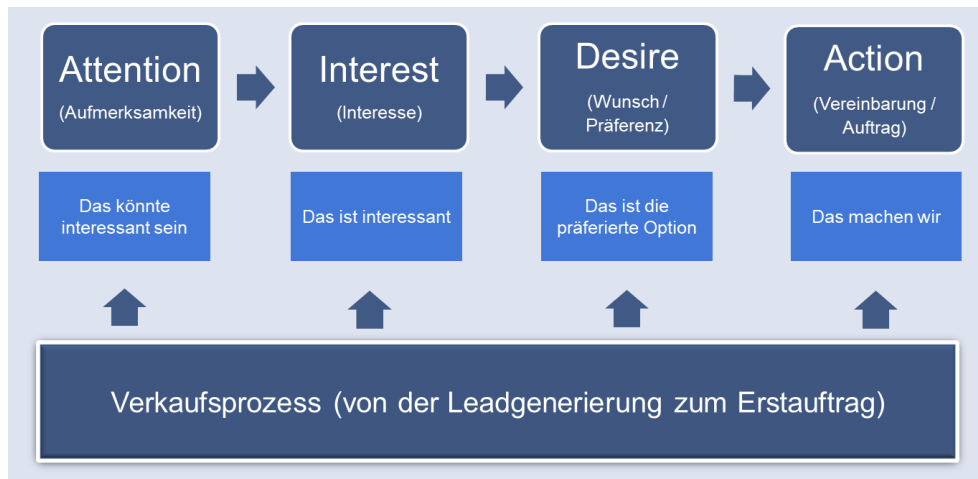 Attention
(Aufmerksamkeit)
Interest
(Interesse)
Desire
(Wunsch /
Präferenz)
Action
(Vereinbarung /
Auftrag)
Das könnte
interessant sein
Das ist interessant
Das ist die
präferierte Option
Das machen wir
Verkaufsprozess (von der Leadgenerierung zum Erstauftrag)